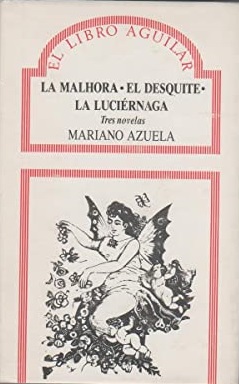 EL LIBRO AGUILAR
LA MALHORA • EL DESQUITE •
LA LUCIÉRNAGA
Tres novelas
MARIANO AZUELA